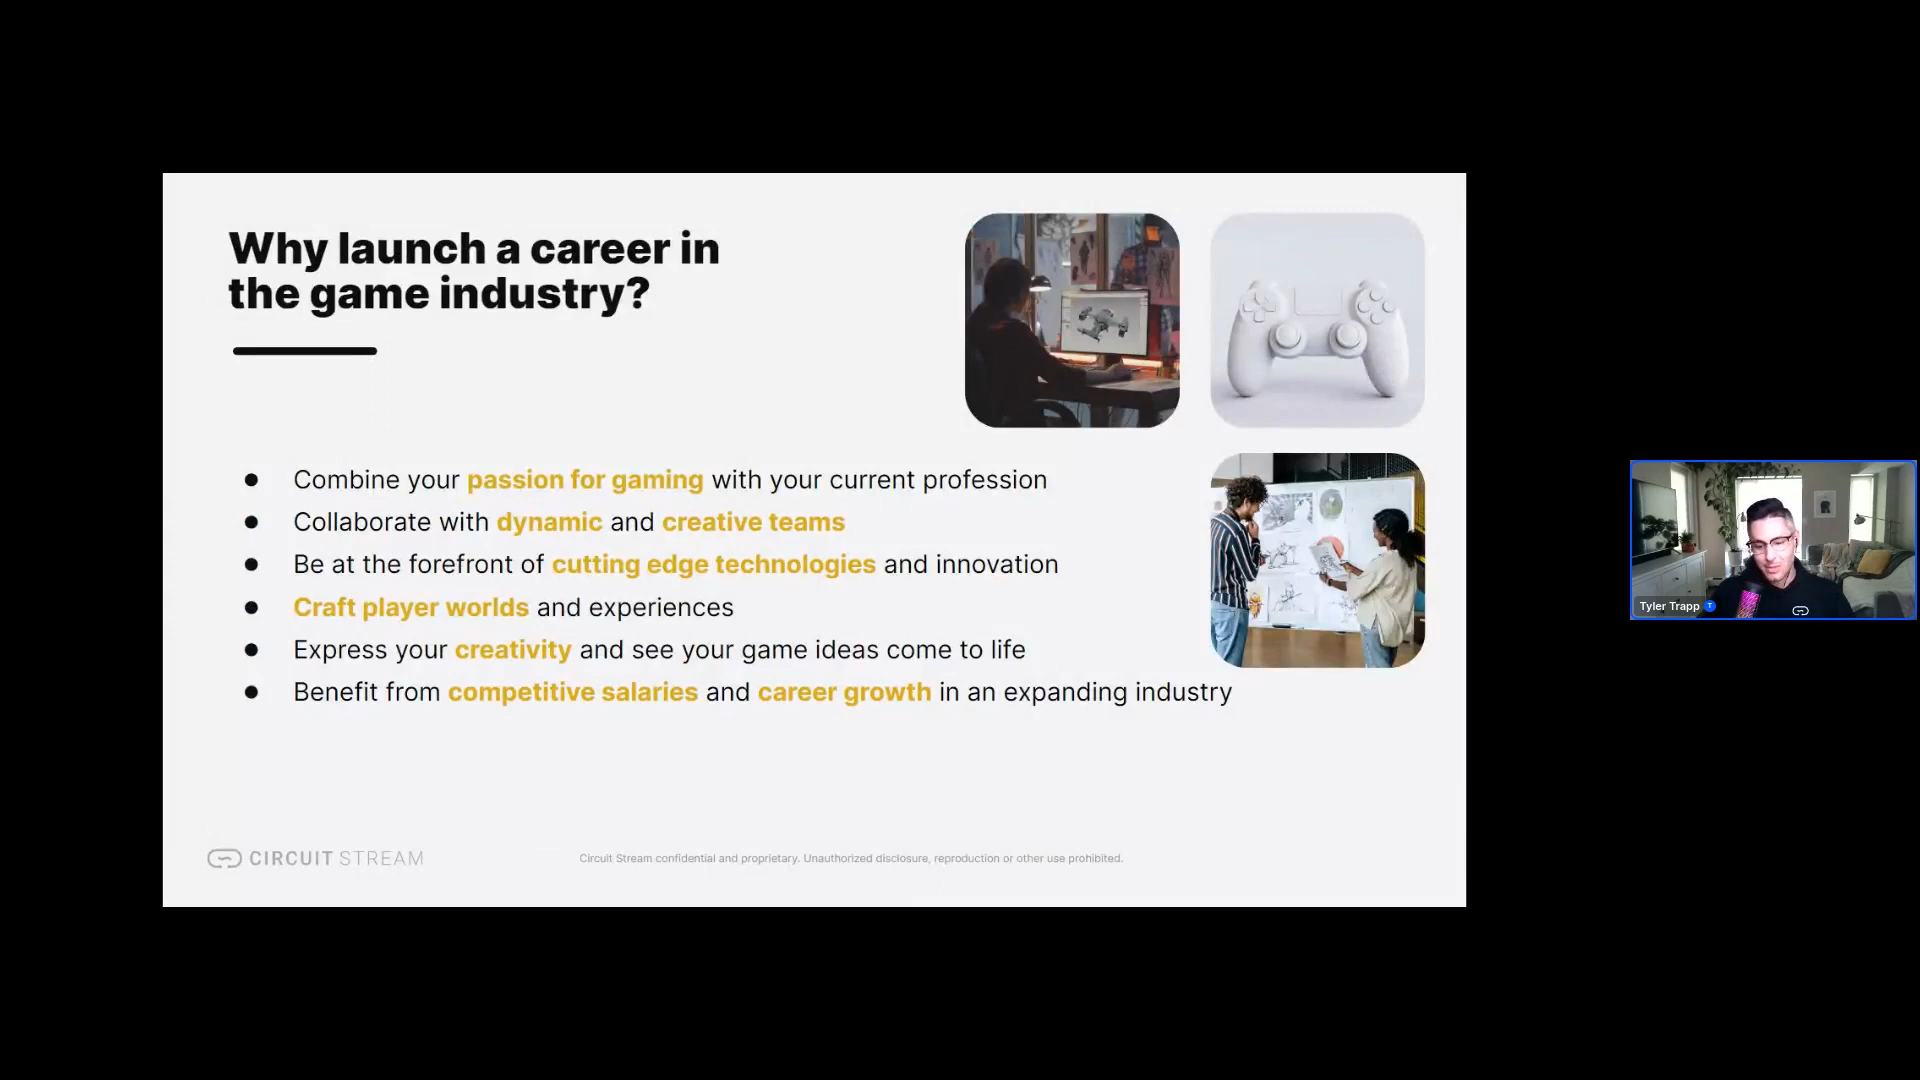 Why launch a career in
the game industry?
● Combine your passion for gaming with your current profession
● Collaborate with dynamic and creative teams
● Be at the forefront of cutting edge technologies and innovation
● Craft player worlds and experiences
● Express your creativity and see your game ideas come to life
● Benefit from competitive salaries and career growth in an expanding industry
CIRCUIT STREAM
Circuit Stream confidential and proprietary. Unauthorized disclosure, reproduction or other use prohibited.
Tyler Trapp T